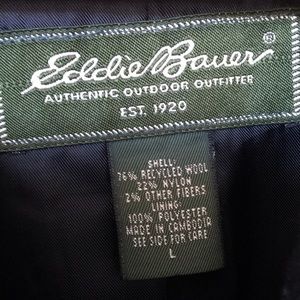 Eddie Bauer®
AUTHENTIC OUTDOOR OUTFITTER
EST. 1920
SHELL:
76% RECYCLED WOOL
22% NYLON
2% OTHER FIBERS
LINING:
100% POLYESTER
MADE IN CAMBODIA
SEE SIDE FOR CARE
L